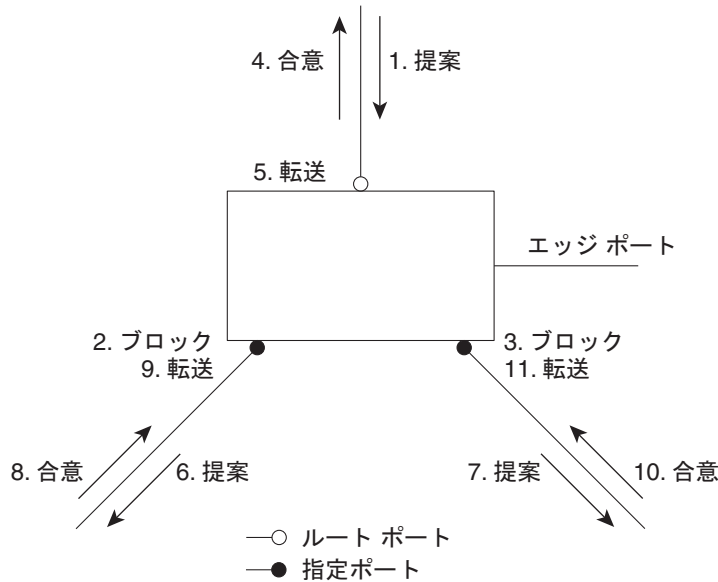 4. 合意
1. 提案
5. 転送
エッジ ポート
2. ブロック
9. 転送
3. ブロック
11. 転送
8. 合意
6. 提案
7. 提案
10. 合意
ルート ポート
指定ポート